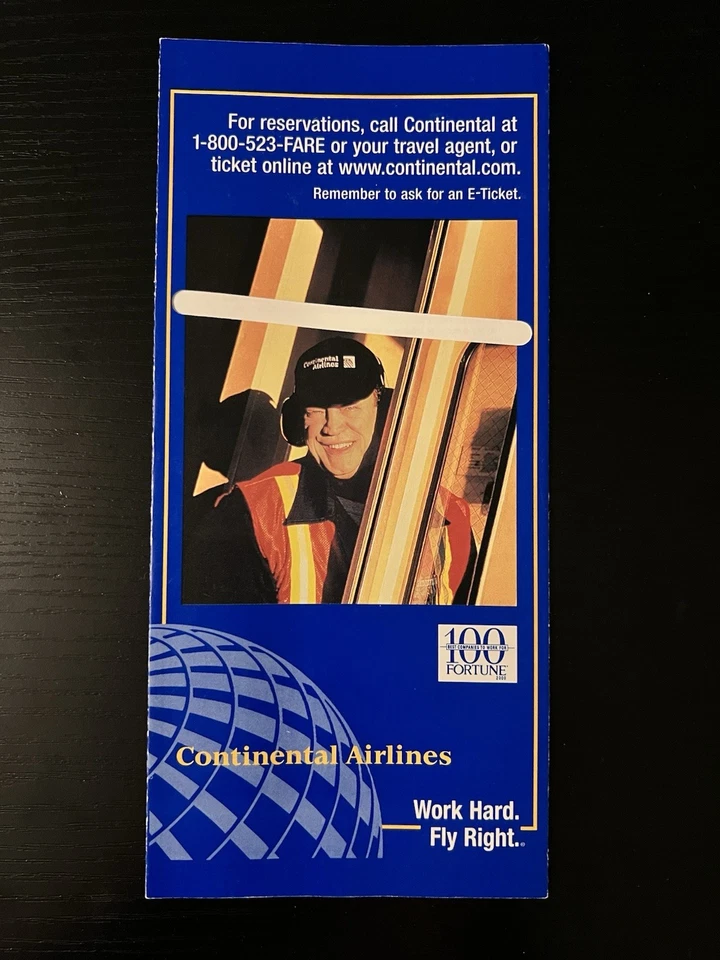 For reservations, call Continental at
1-800-523-FARE or your travel agent, or
ticket online at www.continental.com.
Remember to ask for an E-Ticket.
Continental
Airlines
100
BEST COMPANIES TO WORK FOR
FORTUNE
2000
Continental Airlines
Work Hard.
Fly Right.